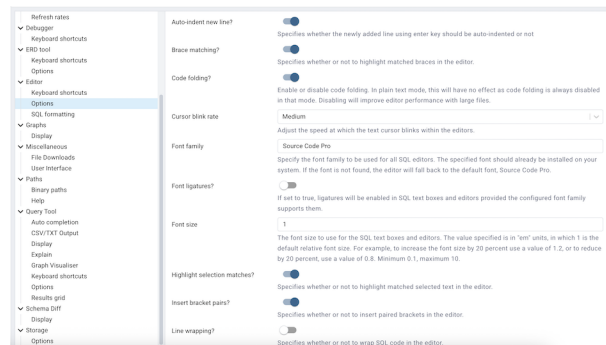 Refresh rates
Debugger
Keyboard shortcuts
ERD tool
Keyboard shortcuts
Options
Editor
Keyboard shortcuts
Options
SQL formatting
Graphs
Display
Miscellaneous
File Downloads
User Interface
Paths
Binary paths
Help
Query Tool
Auto completion
CSV/TXT Output
Display
Explain
Graph Visualiser
Keyboard shortcuts
Options
Results grid
Schema Diff
Display
Storage
Options
Auto-indent new line?
Specifies whether the newly added line using enter key should be auto-indented or not
Brace matching?
Specifies whether or not to highlight matched braces in the editor.
Code folding?
Enable or disable code folding. In plain text mode, this will have no effect as code folding is always disabled
in that mode. Disabling will improve editor performance with large files.
Cursor blink rate
Medium
Adjust the speed at which the text cursor blinks within the editors.
Font family
Source Code Pro
Specify the font family to be used for all SQL editors. The specified font should already be installed on your
system. If the font is not found, the editor will fall back to the default font, Source Code Pro.
Font ligatures?
If set to true, ligatures will be enabled in SQL text boxes and editors provided the configured font family
supports them.
Font size
1
The font size to use for the SQL text boxes and editors. The value specified is in "em" units, in which 1 is the
default relative font size. For example, to increase the font size by 20 percent use a value of 1.2, or to reduce
by 20 percent, use a value of 0.8. Minimum 0.1, maximum 10.
Highlight selection matches?
Specifies whether or not to highlight matched selected text in the editor.
Insert bracket pairs?
Specifies whether or not to insert paired brackets in the editor.
Line wrapping?
Specifies whether or not to wrap SQL code in the editor.